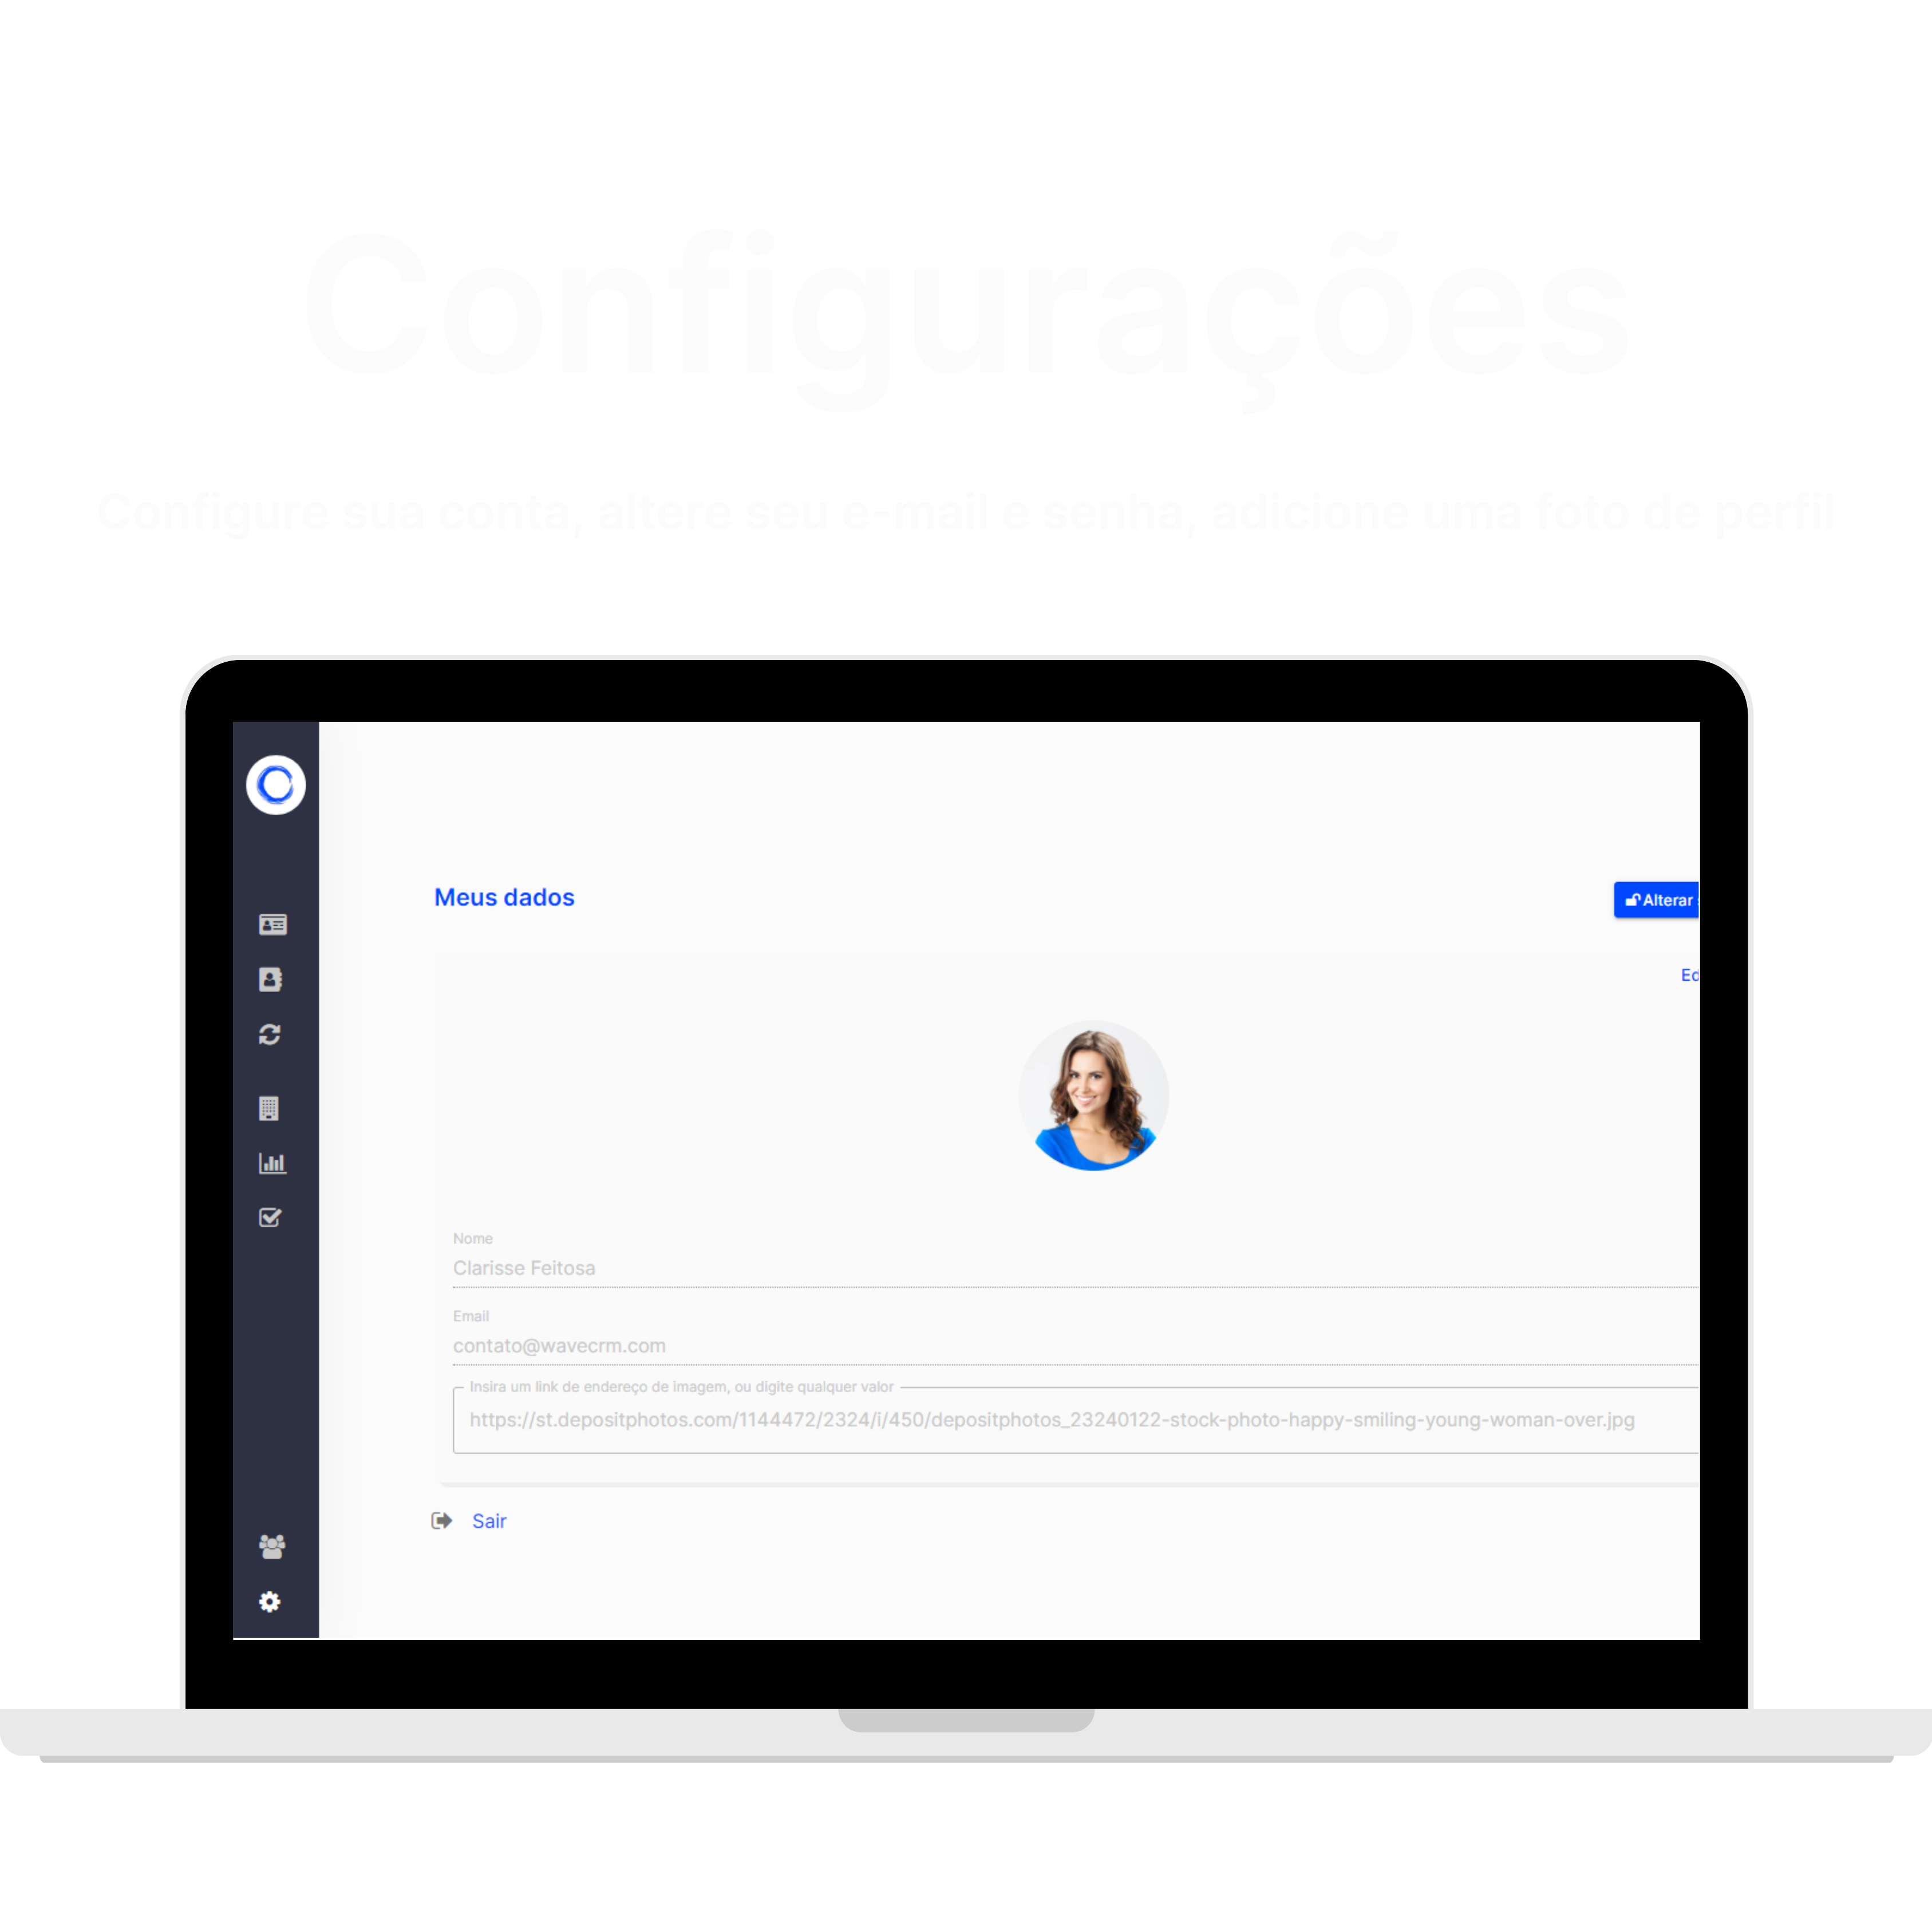 Configurações
Configure sua conta, altere seu e-mail e senha, adicione uma foto de perfil
Meus dados
Alterar
Nome
Clarisse Feitosa
Email
contato@wavecrm.com
Insira um link de endereço de imagem, ou digite qualquer valor
https://st.depositphotos.com/1144472/2324/i/450/depositphotos_23240122-stock-photo-happy-smiling-young-woman-over.jpg
Sair